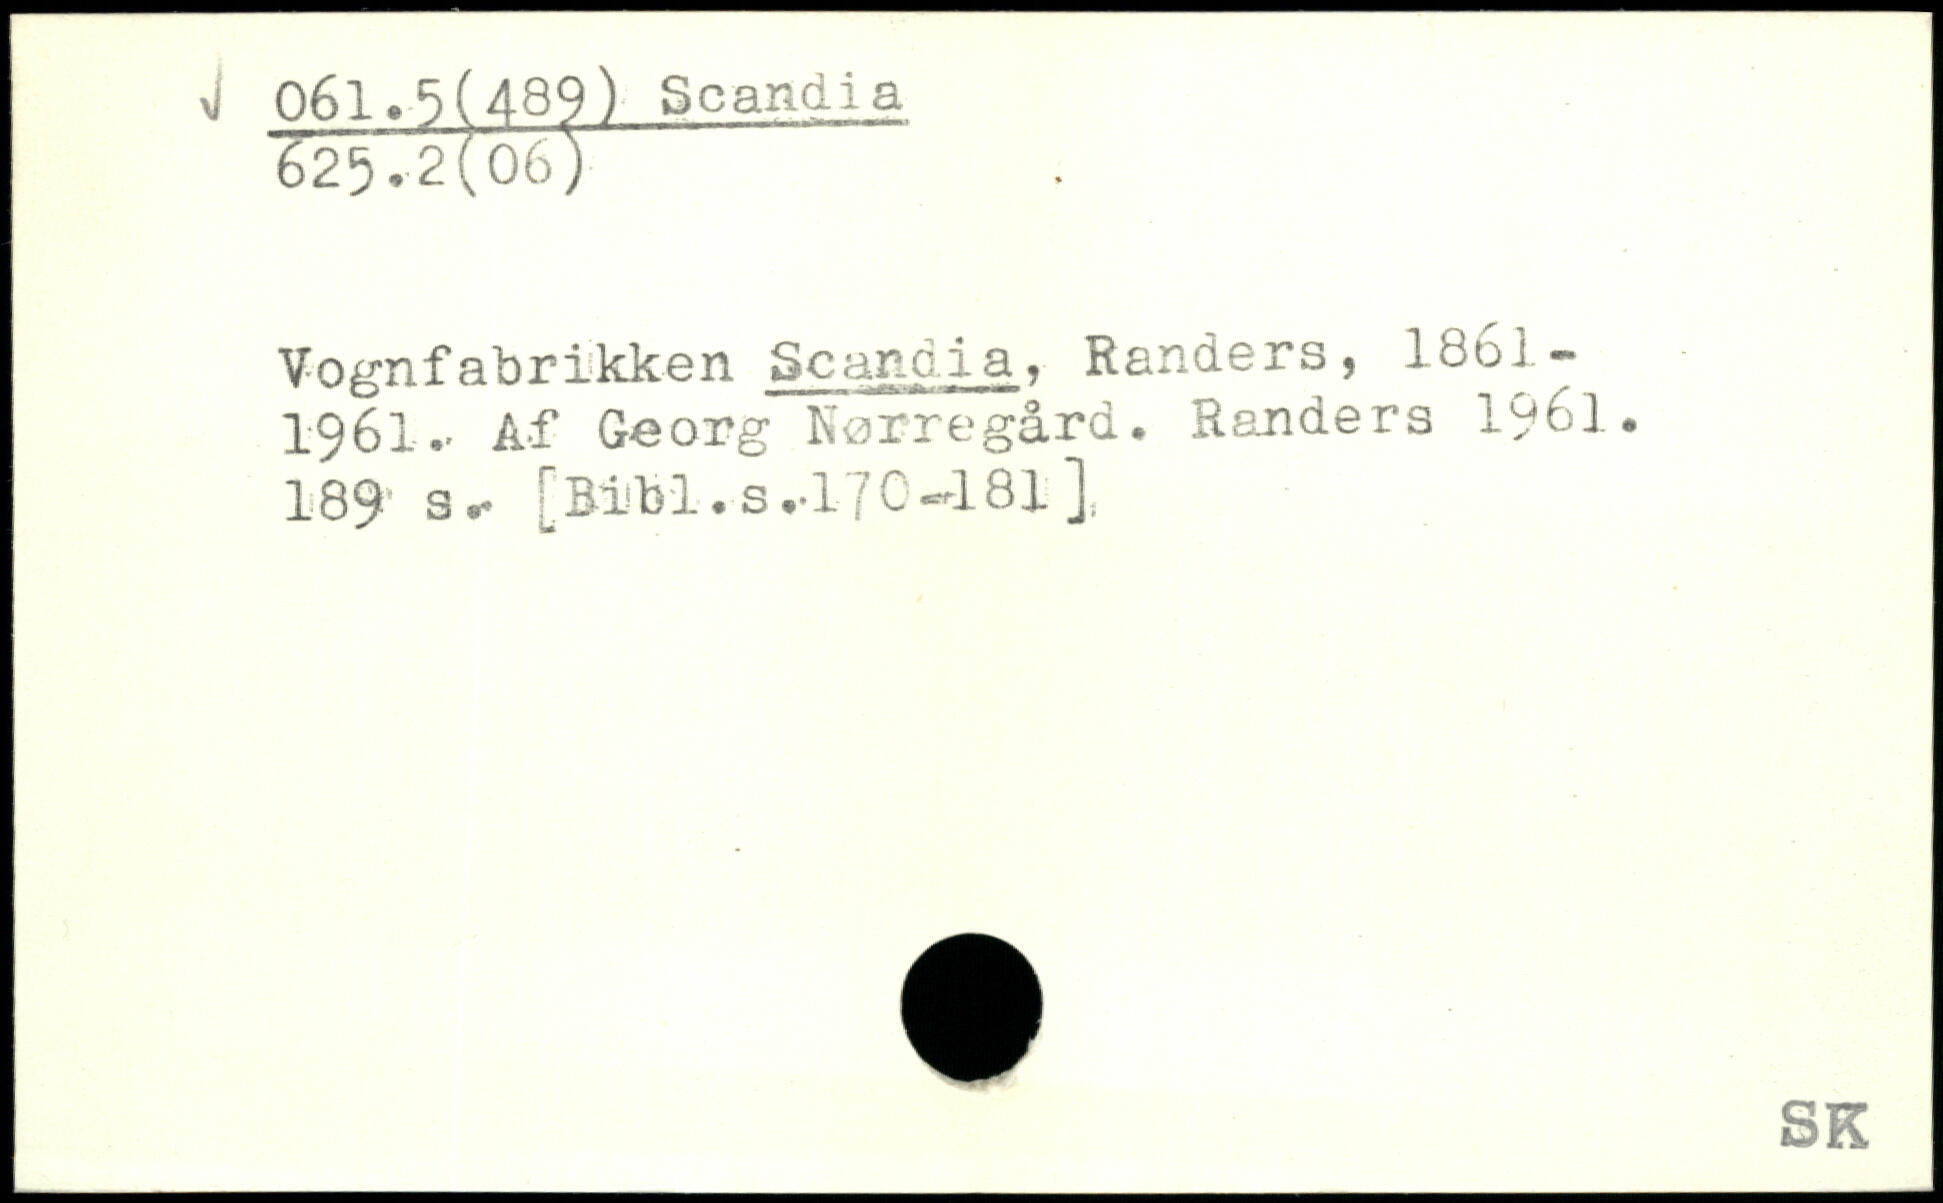 061.5(489) Scandia
625.2(06)
Vognfabrikken Scandia, Randers, 1861-
1961. Af Georg Nørregård. Randers 1961.
189 s. [Bibl.s.170-181]
SK